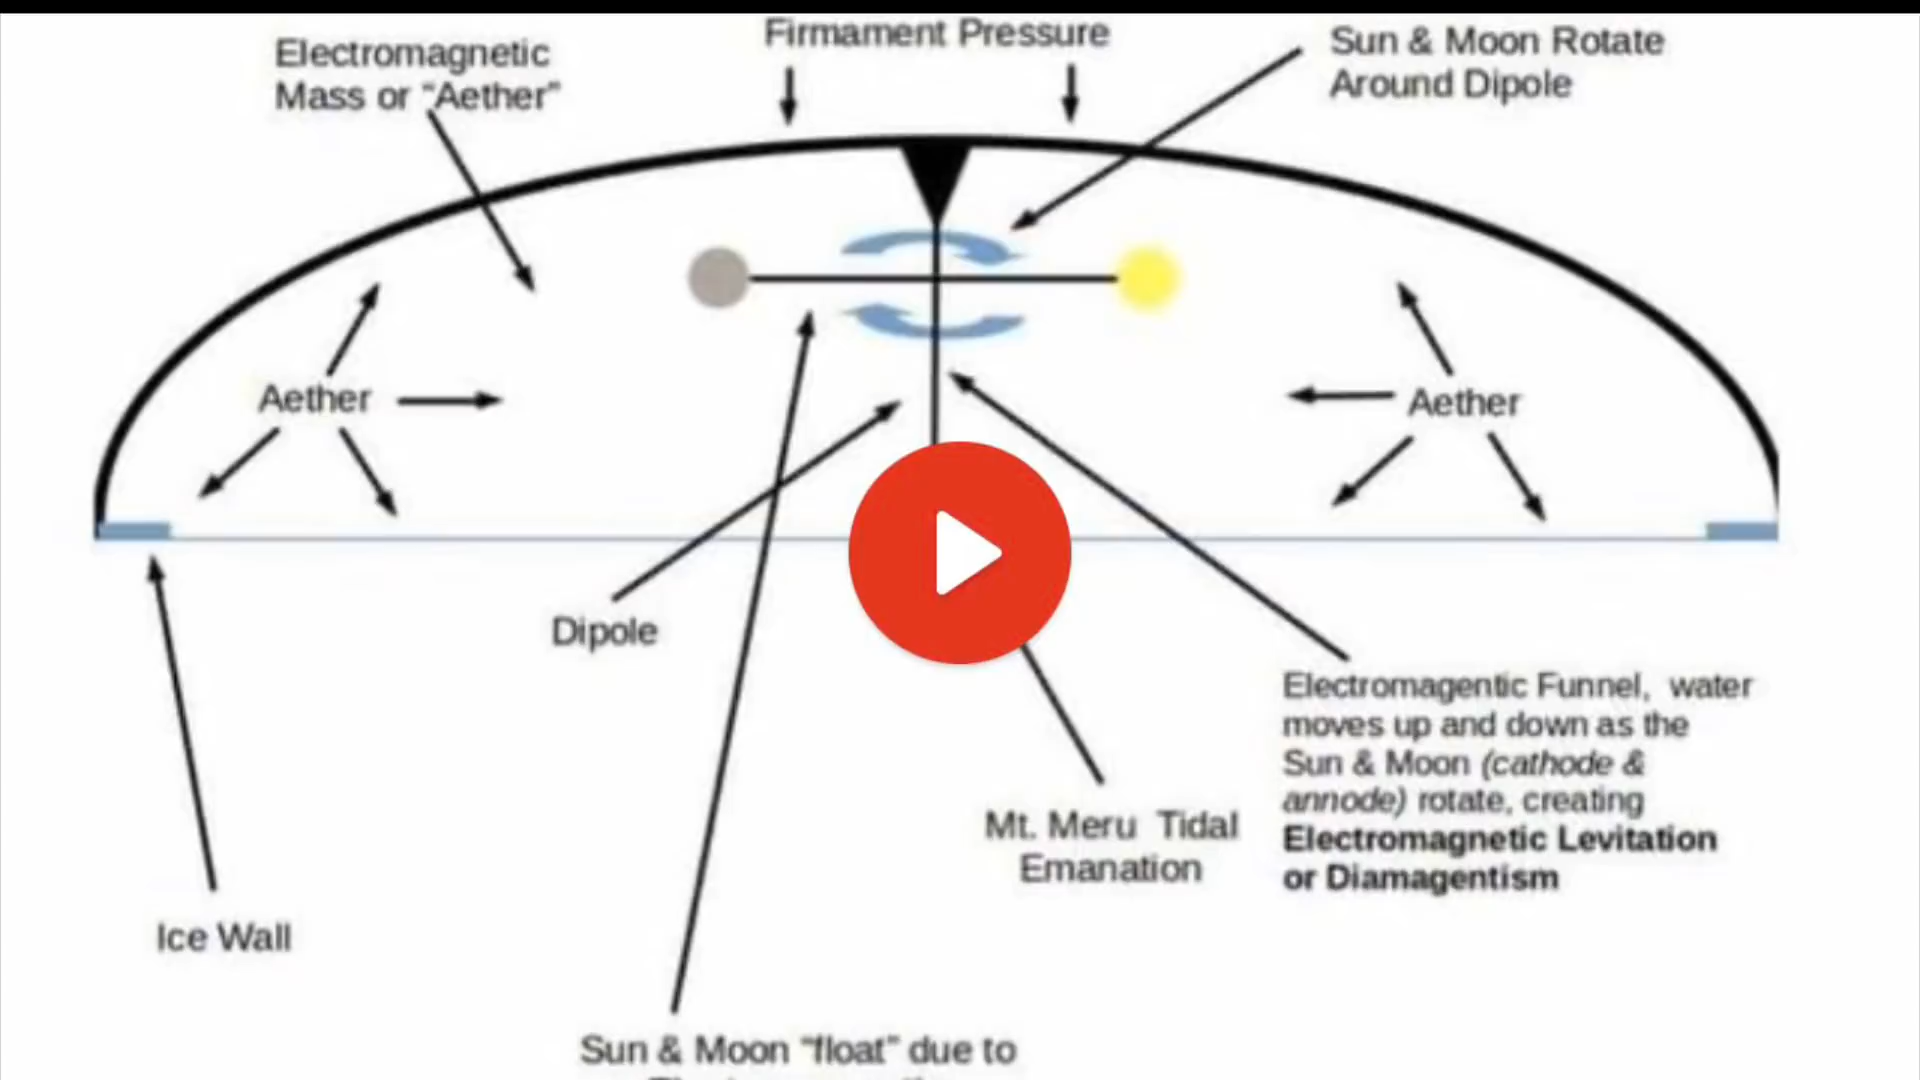 Electromagnetic
Mass or “Aether”
Firmament Pressure
Sun & Moon Rotate
Around Dipole
Aether
Aether
Dipole
Electromagentic Funnel, water
moves up and down as the
Sun & Moon (cathode &
annode) rotate, creating
Electromagnetic Levitation
or Diamagentism
Mt. Meru Tidal
Emanation
Ice Wall
Sun & Moon “float” due to